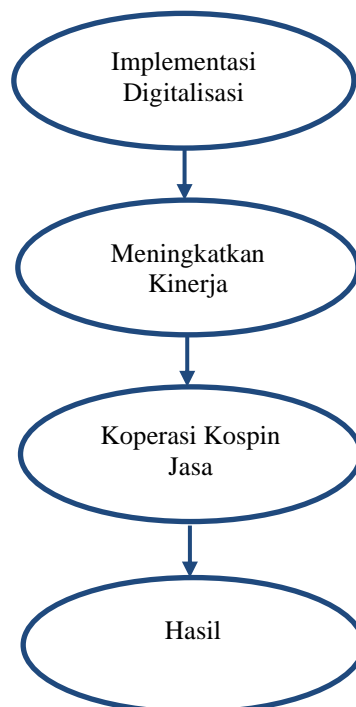 Implementasi
Digitalisasi
Meningkatkan
Kinerja
Koperasi Kospin
Jasa
Hasil